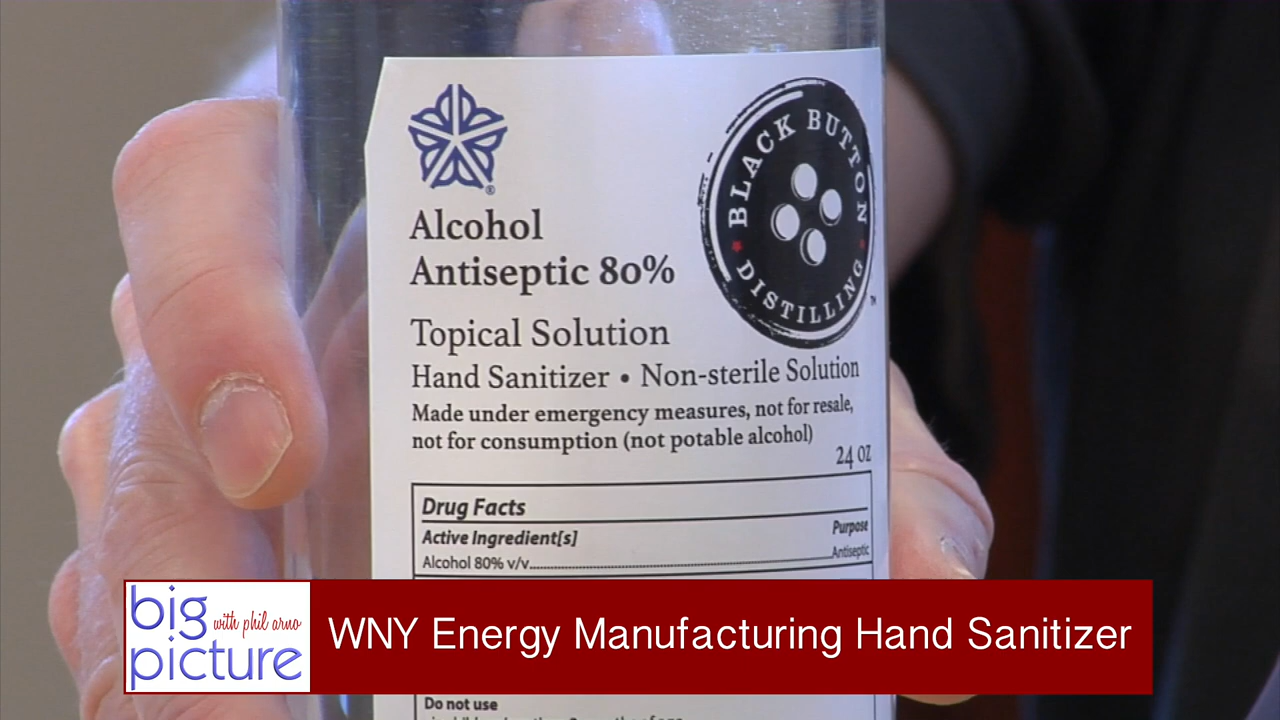 BLACK BUTTON
DISTILLING
™
®
Alcohol
Antiseptic 80%
Topical Solution
Hand Sanitizer • Non-sterile Solution
Made under emergency measures, not for resale,
not for consumption (not potable alcohol)
24 oz
Drug Facts
Active Ingredient[s]
Purpose
Alcohol 80% v/v
Antiseptic
big
with phil arno
picture
WNY Energy Manufacturing Hand Sanitizer
Do not use